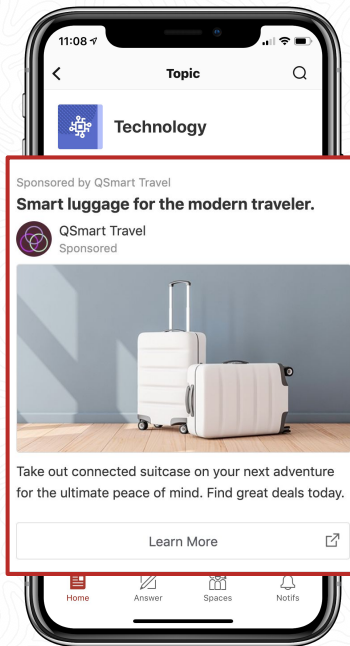 11:08
Topic
Technology
Sponsored by QSmart Travel
Smart luggage for the modern traveler.
QSmart Travel
Sponsored
Take out connected suitcase on your next adventure
for the ultimate peace of mind. Find great deals today.
Learn More
Home Answer Spaces Notifs